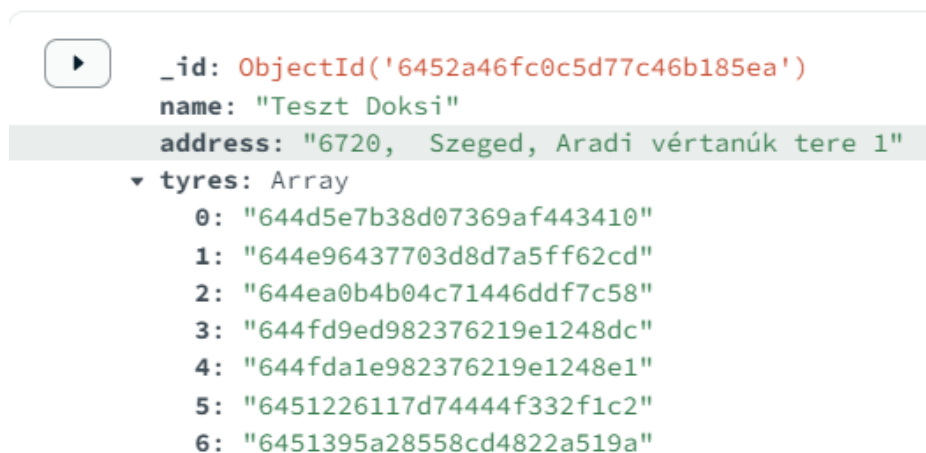 _id: ObjectId('6452a46fc0c5d77c46b185ea')
name: "Teszt Doksi"
address: "6720,  Szeged, Aradi vértanúk tere 1"
tyres: Array
0: "644d5e7b38d07369af443410"
1: "644e96437703d8d7a5ff62cd"
2: "644ea0b4b04c71446ddf7c58"
3: "644fd9ed982376219e1248dc"
4: "644fda1e982376219e1248e1"
5: "6451226117d74444f332f1c2"
6: "6451395a28558cd4822a519a"